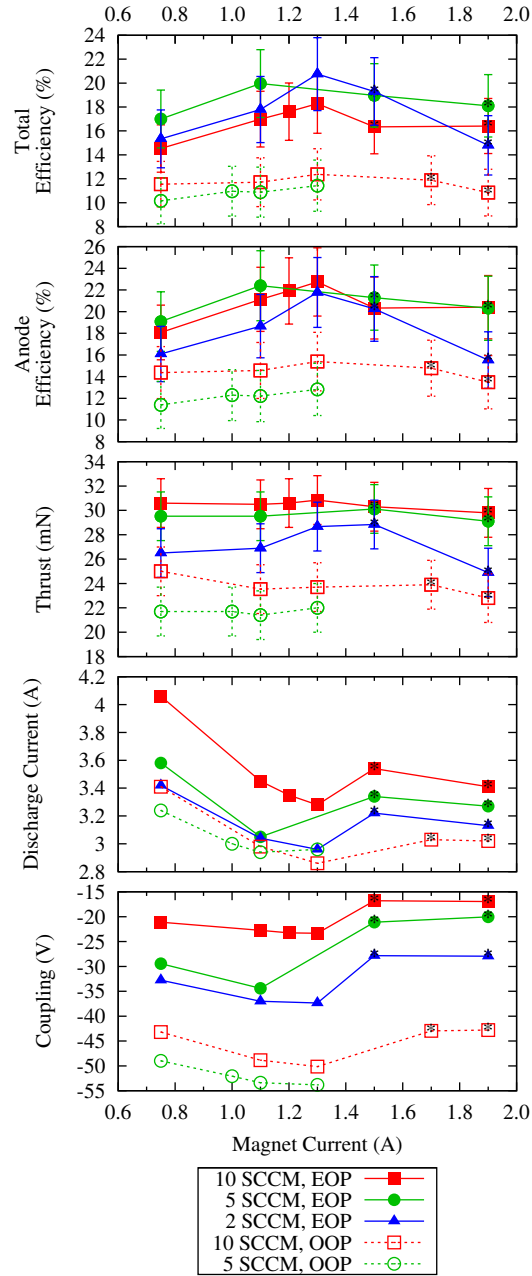 0.6 0.8 1.0 1.2 1.4 1.6 1.8 2.0
Total
Efficiency (%)
24
22
20
18
16
14
12
10
8
Anode
Efficiency (%)
26
24
22
20
18
16
14
12
10
8
Thrust (mN)
34
32
30
28
26
24
22
20
18
Discharge Current (A)
4.2
4
3.6
3.4
3.2
3
2.8
Coupling (V)
-15
-20
-25
-30
-35
-40
-45
-50
-55
0.6 0.8 1.0 1.2 1.4 1.6 1.8 2.0
Magnet Current (A)
10 SCCM, EOP
5 SCCM, EOP
2 SCCM, EOP
10 SCCM, OOP
5 SCCM, OOP